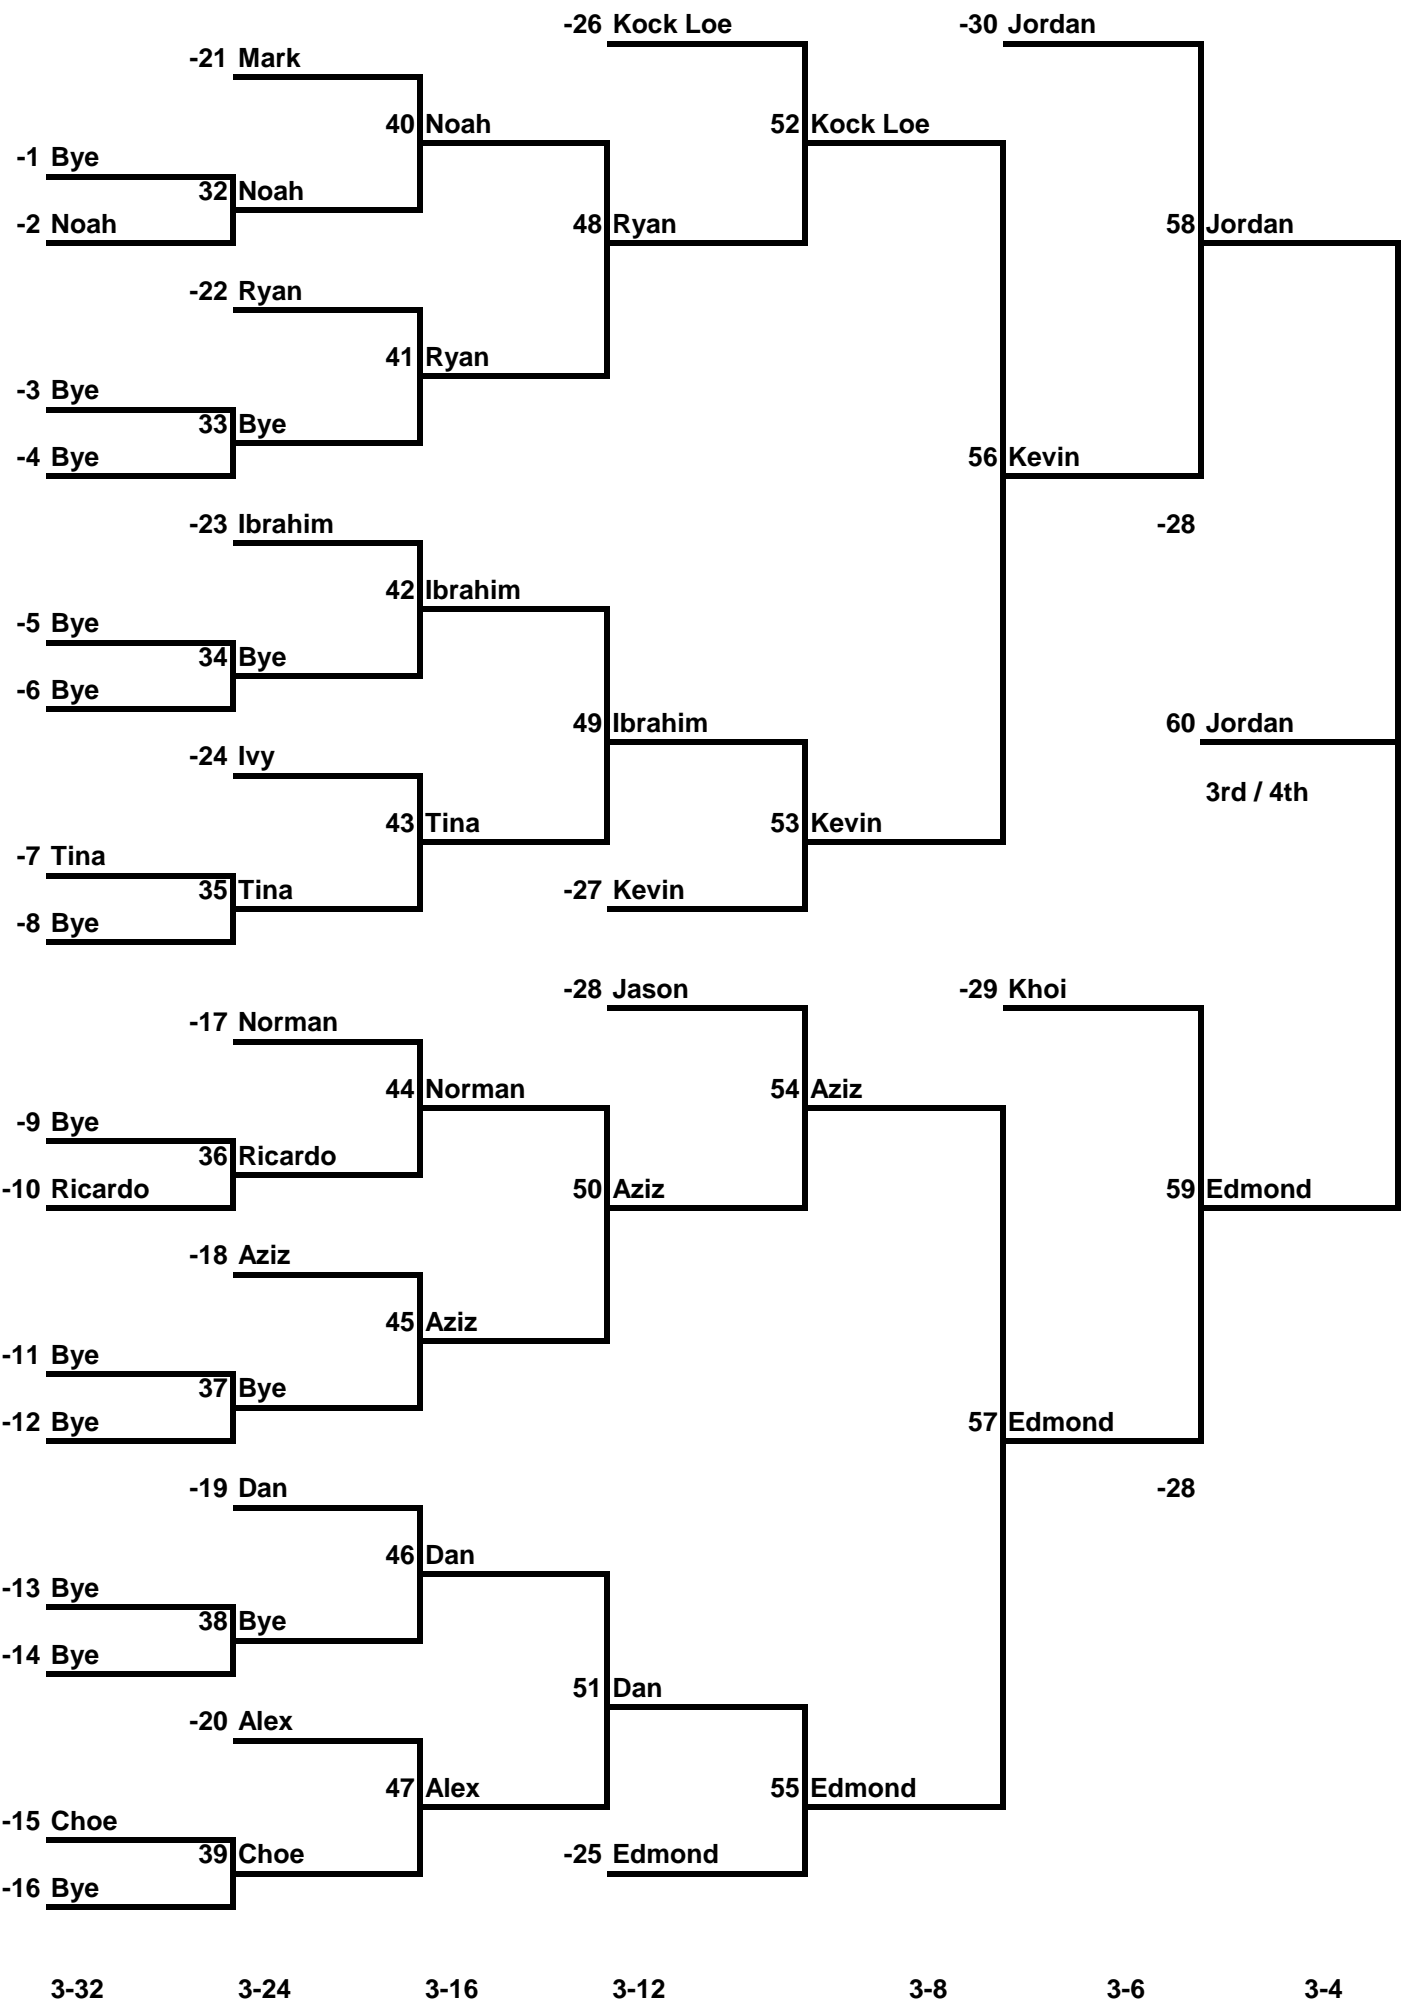 -26 Kock Loe
-30 Jordan
-21 Mark
40 Noah
52 Kock Loe
-1 Bye
32 Noah
-2 Noah
48 Ryan
58 Jordan
-22 Ryan
41 Ryan
-3 Bye
33 Bye
-4 Bye
56 Kevin
-23 Ibrahim
-28
42 Ibrahim
-5 Bye
34 Bye
-6 Bye
49 Ibrahim
60 Jordan
-24 Ivy
3rd / 4th
43 Tina
53 Kevin
-7 Tina
35 Tina
-27 Kevin
-8 Bye
-28 Jason
-29 Khoi
-17 Norman
44 Norman
54 Aziz
-9 Bye
36 Ricardo
-10 Ricardo
50 Aziz
59 Edmond
-18 Aziz
45 Aziz
-11 Bye
37 Bye
-12 Bye
57 Edmond
-19 Dan
-28
46 Dan
-13 Bye
38 Bye
-14 Bye
51 Dan
-20 Alex
47 Alex
55 Edmond
-15 Choe
39 Choe
-25 Edmond
-16 Bye
3-32 3-24 3-16 3-12 3-8 3-6 3-4